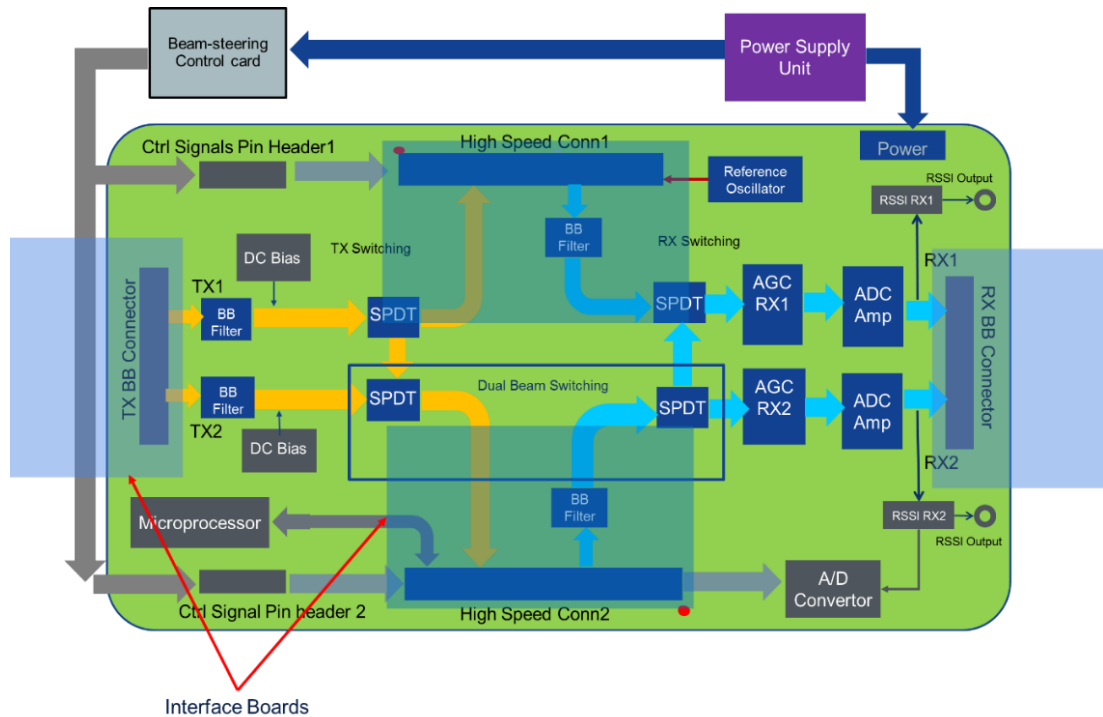 Beam-steering
Control card
Power Supply
Unit
Ctrl Signals Pin Header1
High Speed Conn1
Power
Reference
Oscillator
RSSI Output
RSSI RX1
DC Bias
TX Switching
BB
Filter
RX Switching
RX1
TX1
TX BB Connector
BB
Filter
SPDT
SPDT
AGC
RX1
ADC
Amp
RX BB Connector
BB
Filter
TX2
SPDT
Dual Beam Switching
SPDT
AGC
RX2
ADC
Amp
DC Bias
RX2
BB
Filter
Microprocessor
RSSI RX2
RSSI Output
A/D
Convertor
Ctrl Signal Pin header 2
High Speed Conn2
Interface Boards